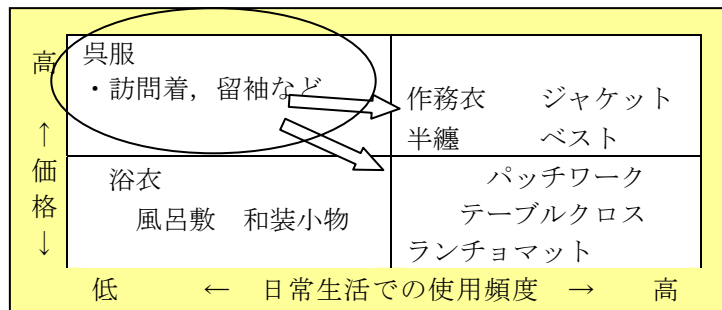 高
↑
価
格
↓
呉服
・訪問着，留袖など
作務衣　ジャケット
半纏　ベスト
浴衣
風呂敷　和装小物
パッチワーク
テーブルクロス
ランチョマット
低　←　日常生活での使用頻度　→　高